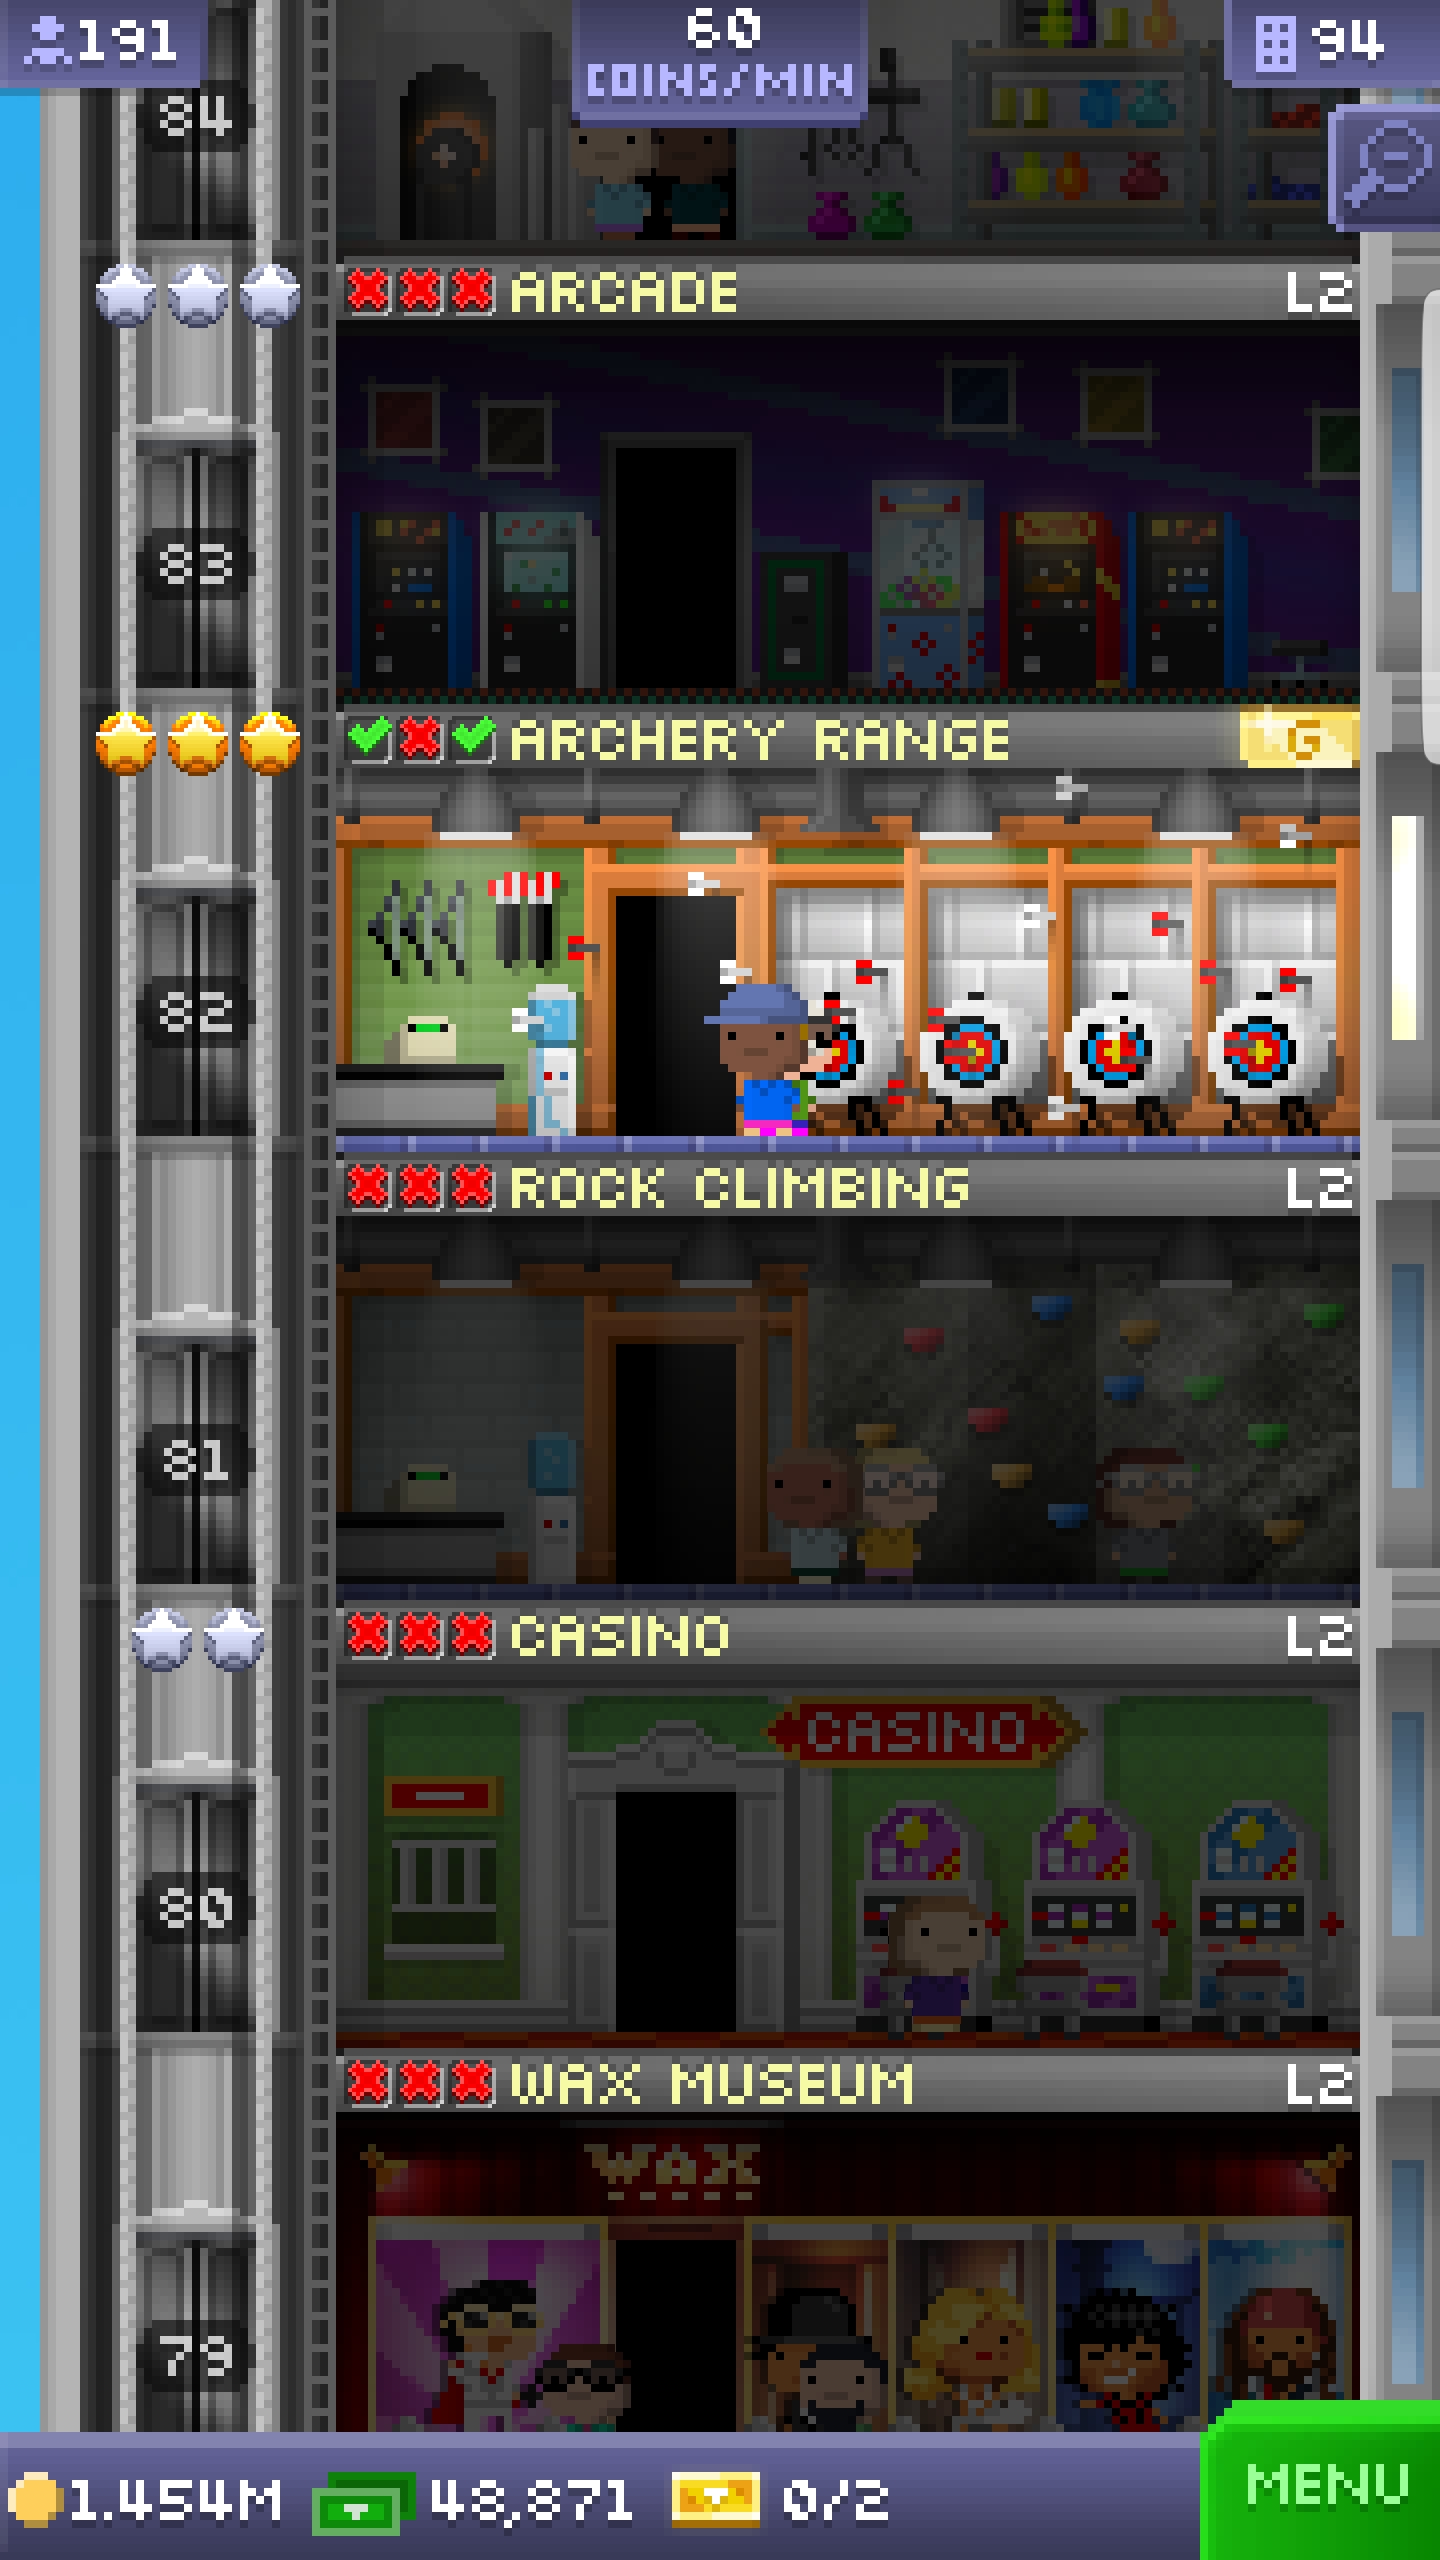 191
60
COINS/MIN
94
84
ARCADE
L2
83
ARCHERY RANGE
G
82
ROCK CLIMBING
L2
81
CASINO
L2
CASINO
80
WAX MUSEUM
L2
WAX
79
1.454M
48,871
0/2
MENU